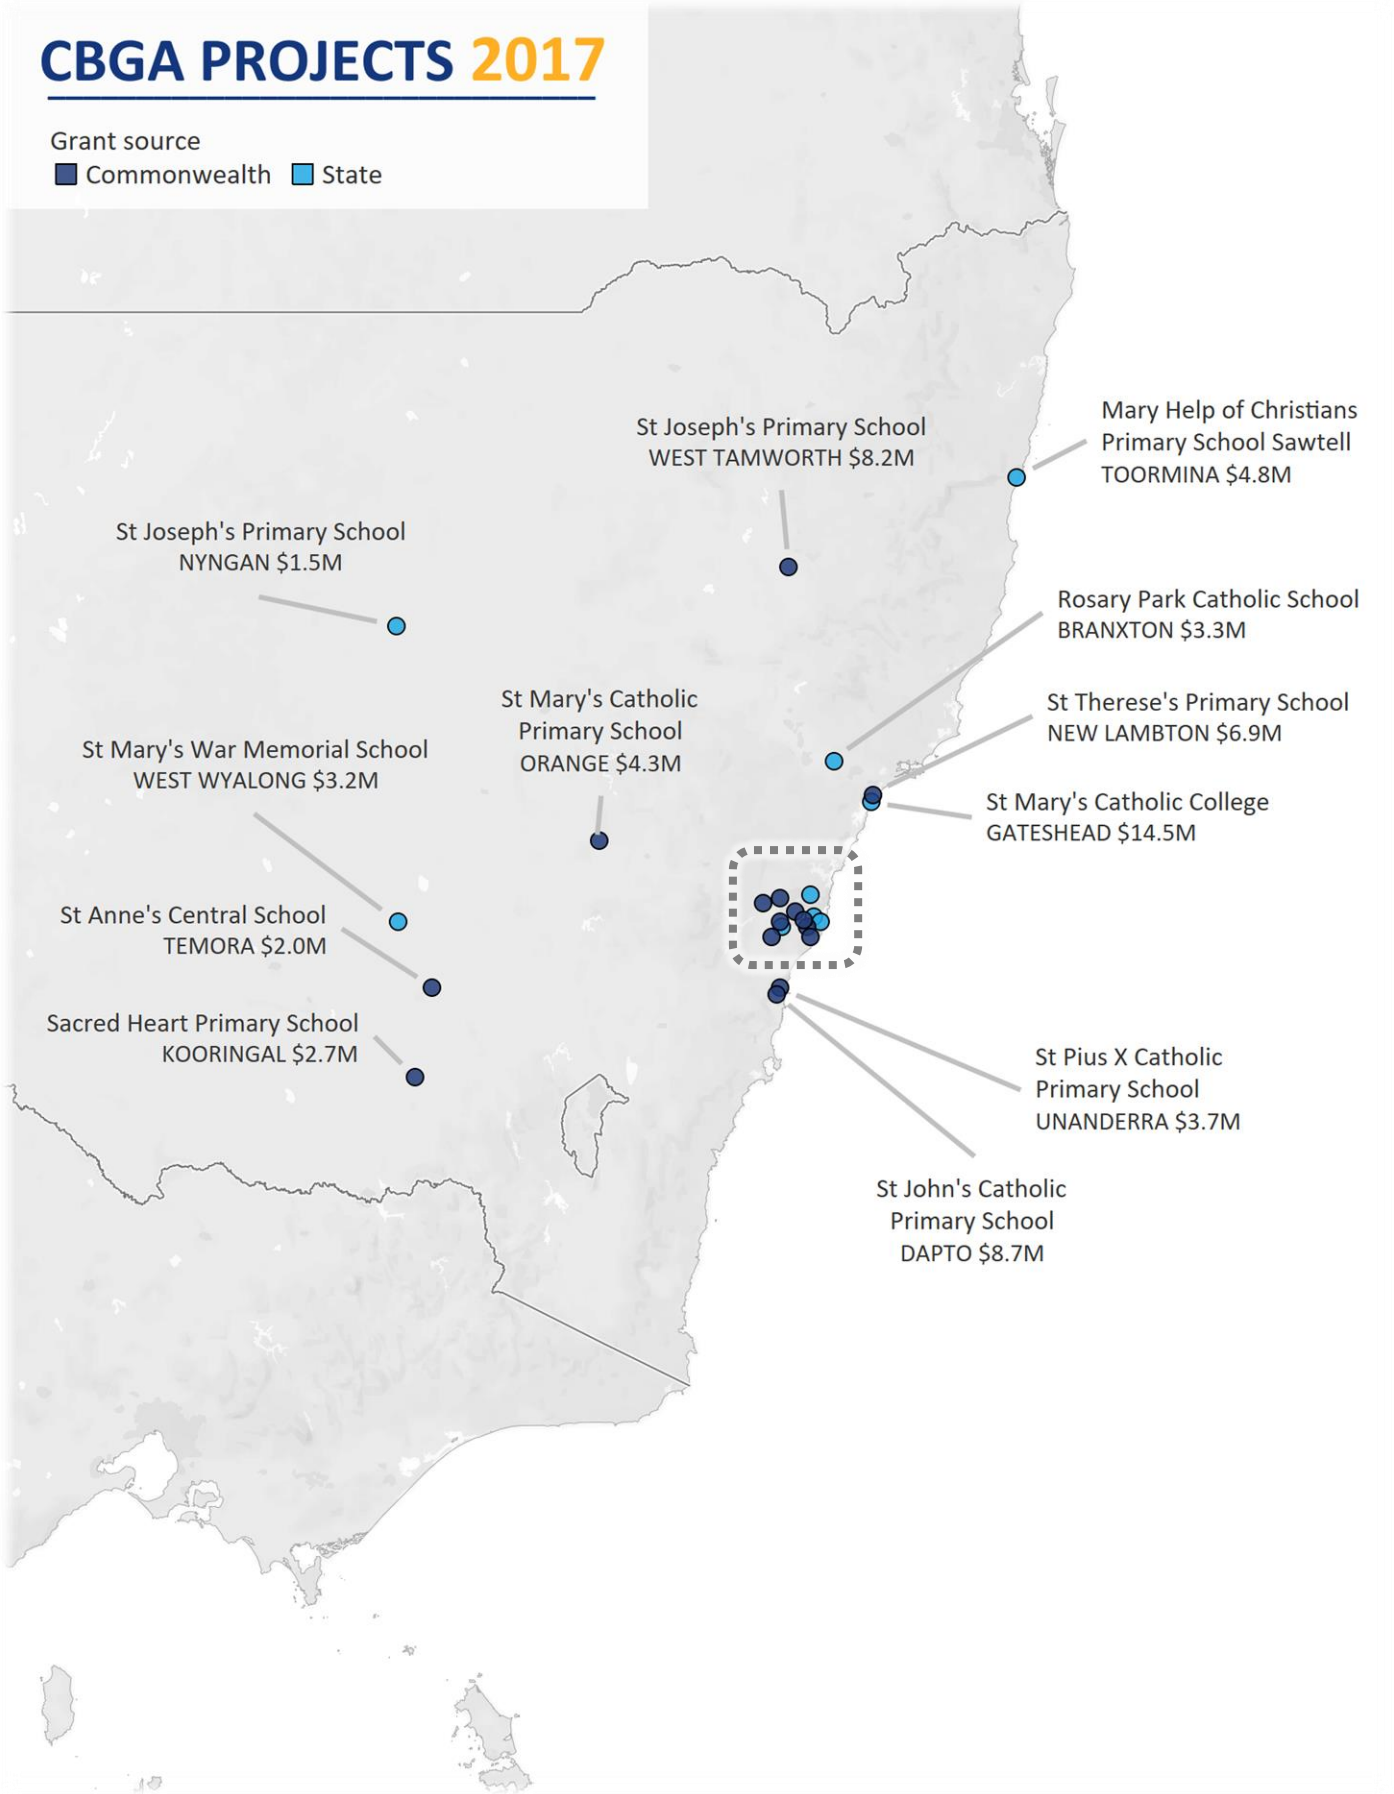 CBGA PROJECTS 2017
Grant source
Commonwealth State
Mary Help of Christians
Primary School Sawtell
TOORMINA $4.8M
St Joseph's Primary School
WEST TAMWORTH $8.2M
St Joseph's Primary School
NYNGAN $1.5M
Rosary Park Catholic School
BRANXTON $3.3M
St Mary's Catholic
Primary School
ORANGE $4.3M
St Therese's Primary School
NEW LAMBTON $6.9M
St Mary's War Memorial School
WEST WYALONG $3.2M
St Mary's Catholic College
GATESHEAD $14.5M
St Anne's Central School
TEMORA $2.0M
Sacred Heart Primary School
KOORINGAL $2.7M
St Pius X Catholic
Primary School
UNANDERRA $3.7M
St John's Catholic
Primary School
DAPTO $8.7M